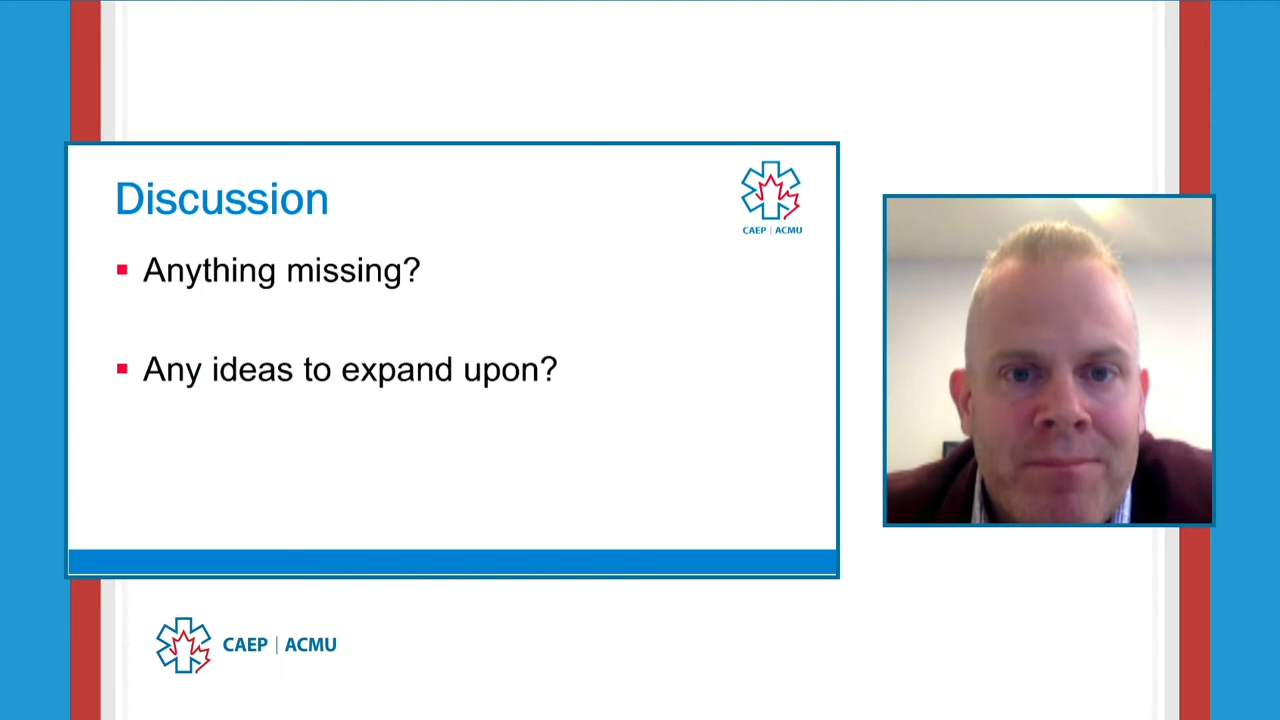 Discussion
CAEP | ACMU
Anything missing?
Any ideas to expand upon?
CAEP | ACMU